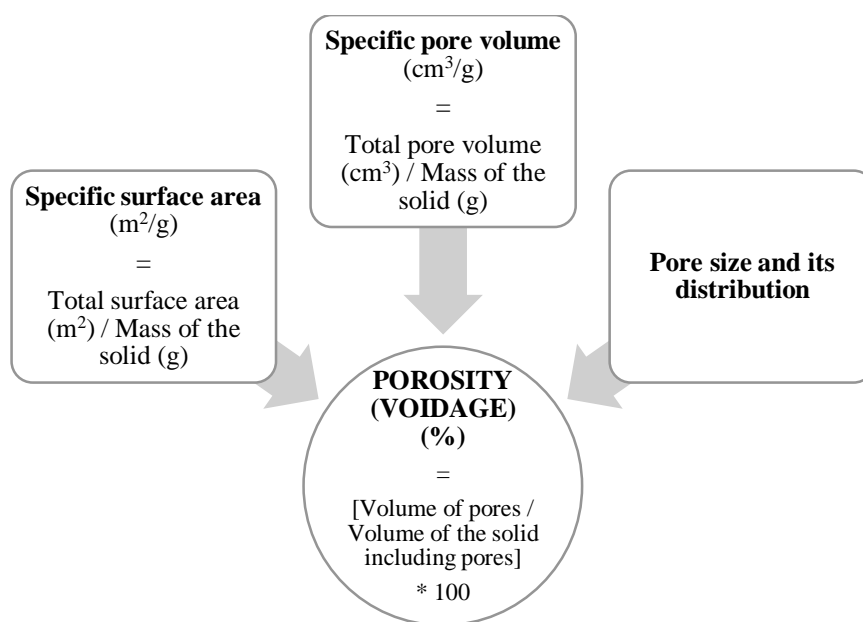 Specific pore volume
(cm³/g)
=
Total pore volume
(cm³) / Mass of the
solid (g)
Specific surface area
(m²/g)
=
Total surface area
(m²) / Mass of the
solid (g)
Pore size and its
distribution
POROSITY
(VOIDAGE)
(%)
=
[Volume of pores /
Volume of the solid
including pores]
* 100